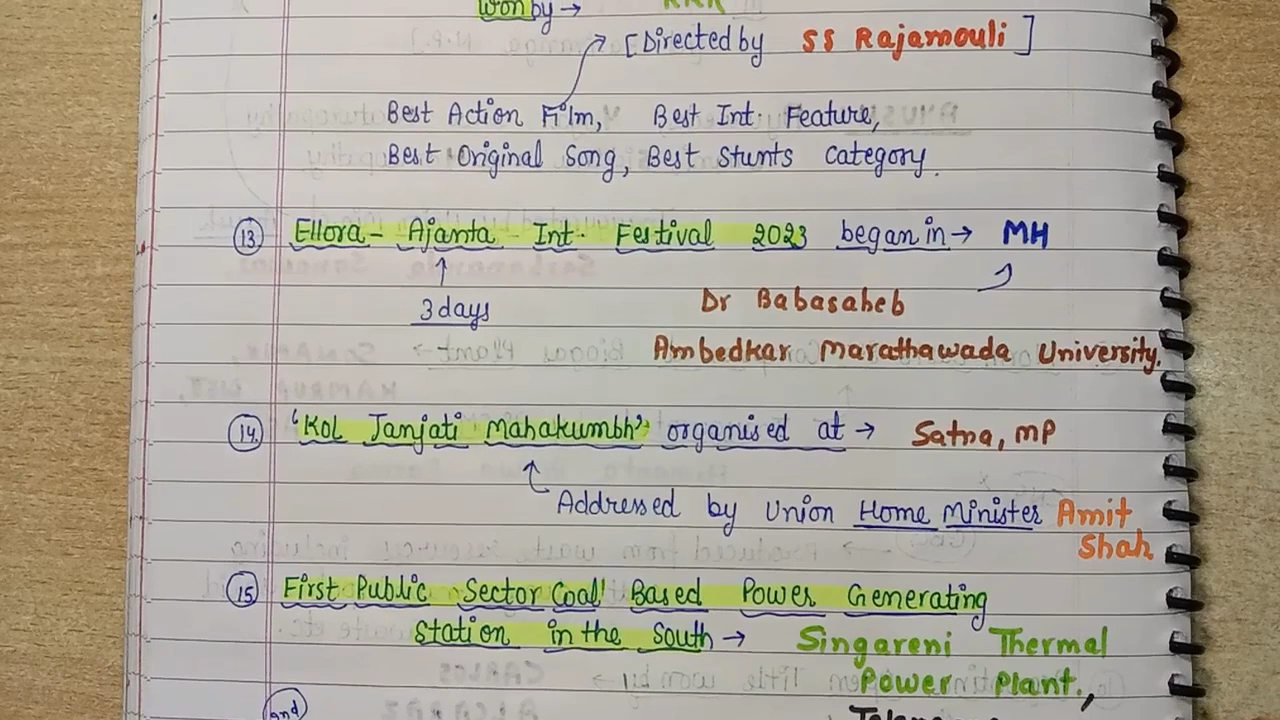 won by → RRR
[Directed by SS Rajamouli]
Best Action Film, Best Int. Feature,
Best Original Song, Best Stunts Category.
13 Ellora - Ajanta Int. Festival 2023 began in → MH
3 days
Dr Babasaheb
Ambedkar Marathawada University.
14. 'Kol Janjati Mahakumbh' organised at → Satna, MP
Addressed by Union Home Minister Amit
Shah
15 First Public Sector Coal Based Power Generating
Station in the South → Singareni Thermal
Power Plant.,
and